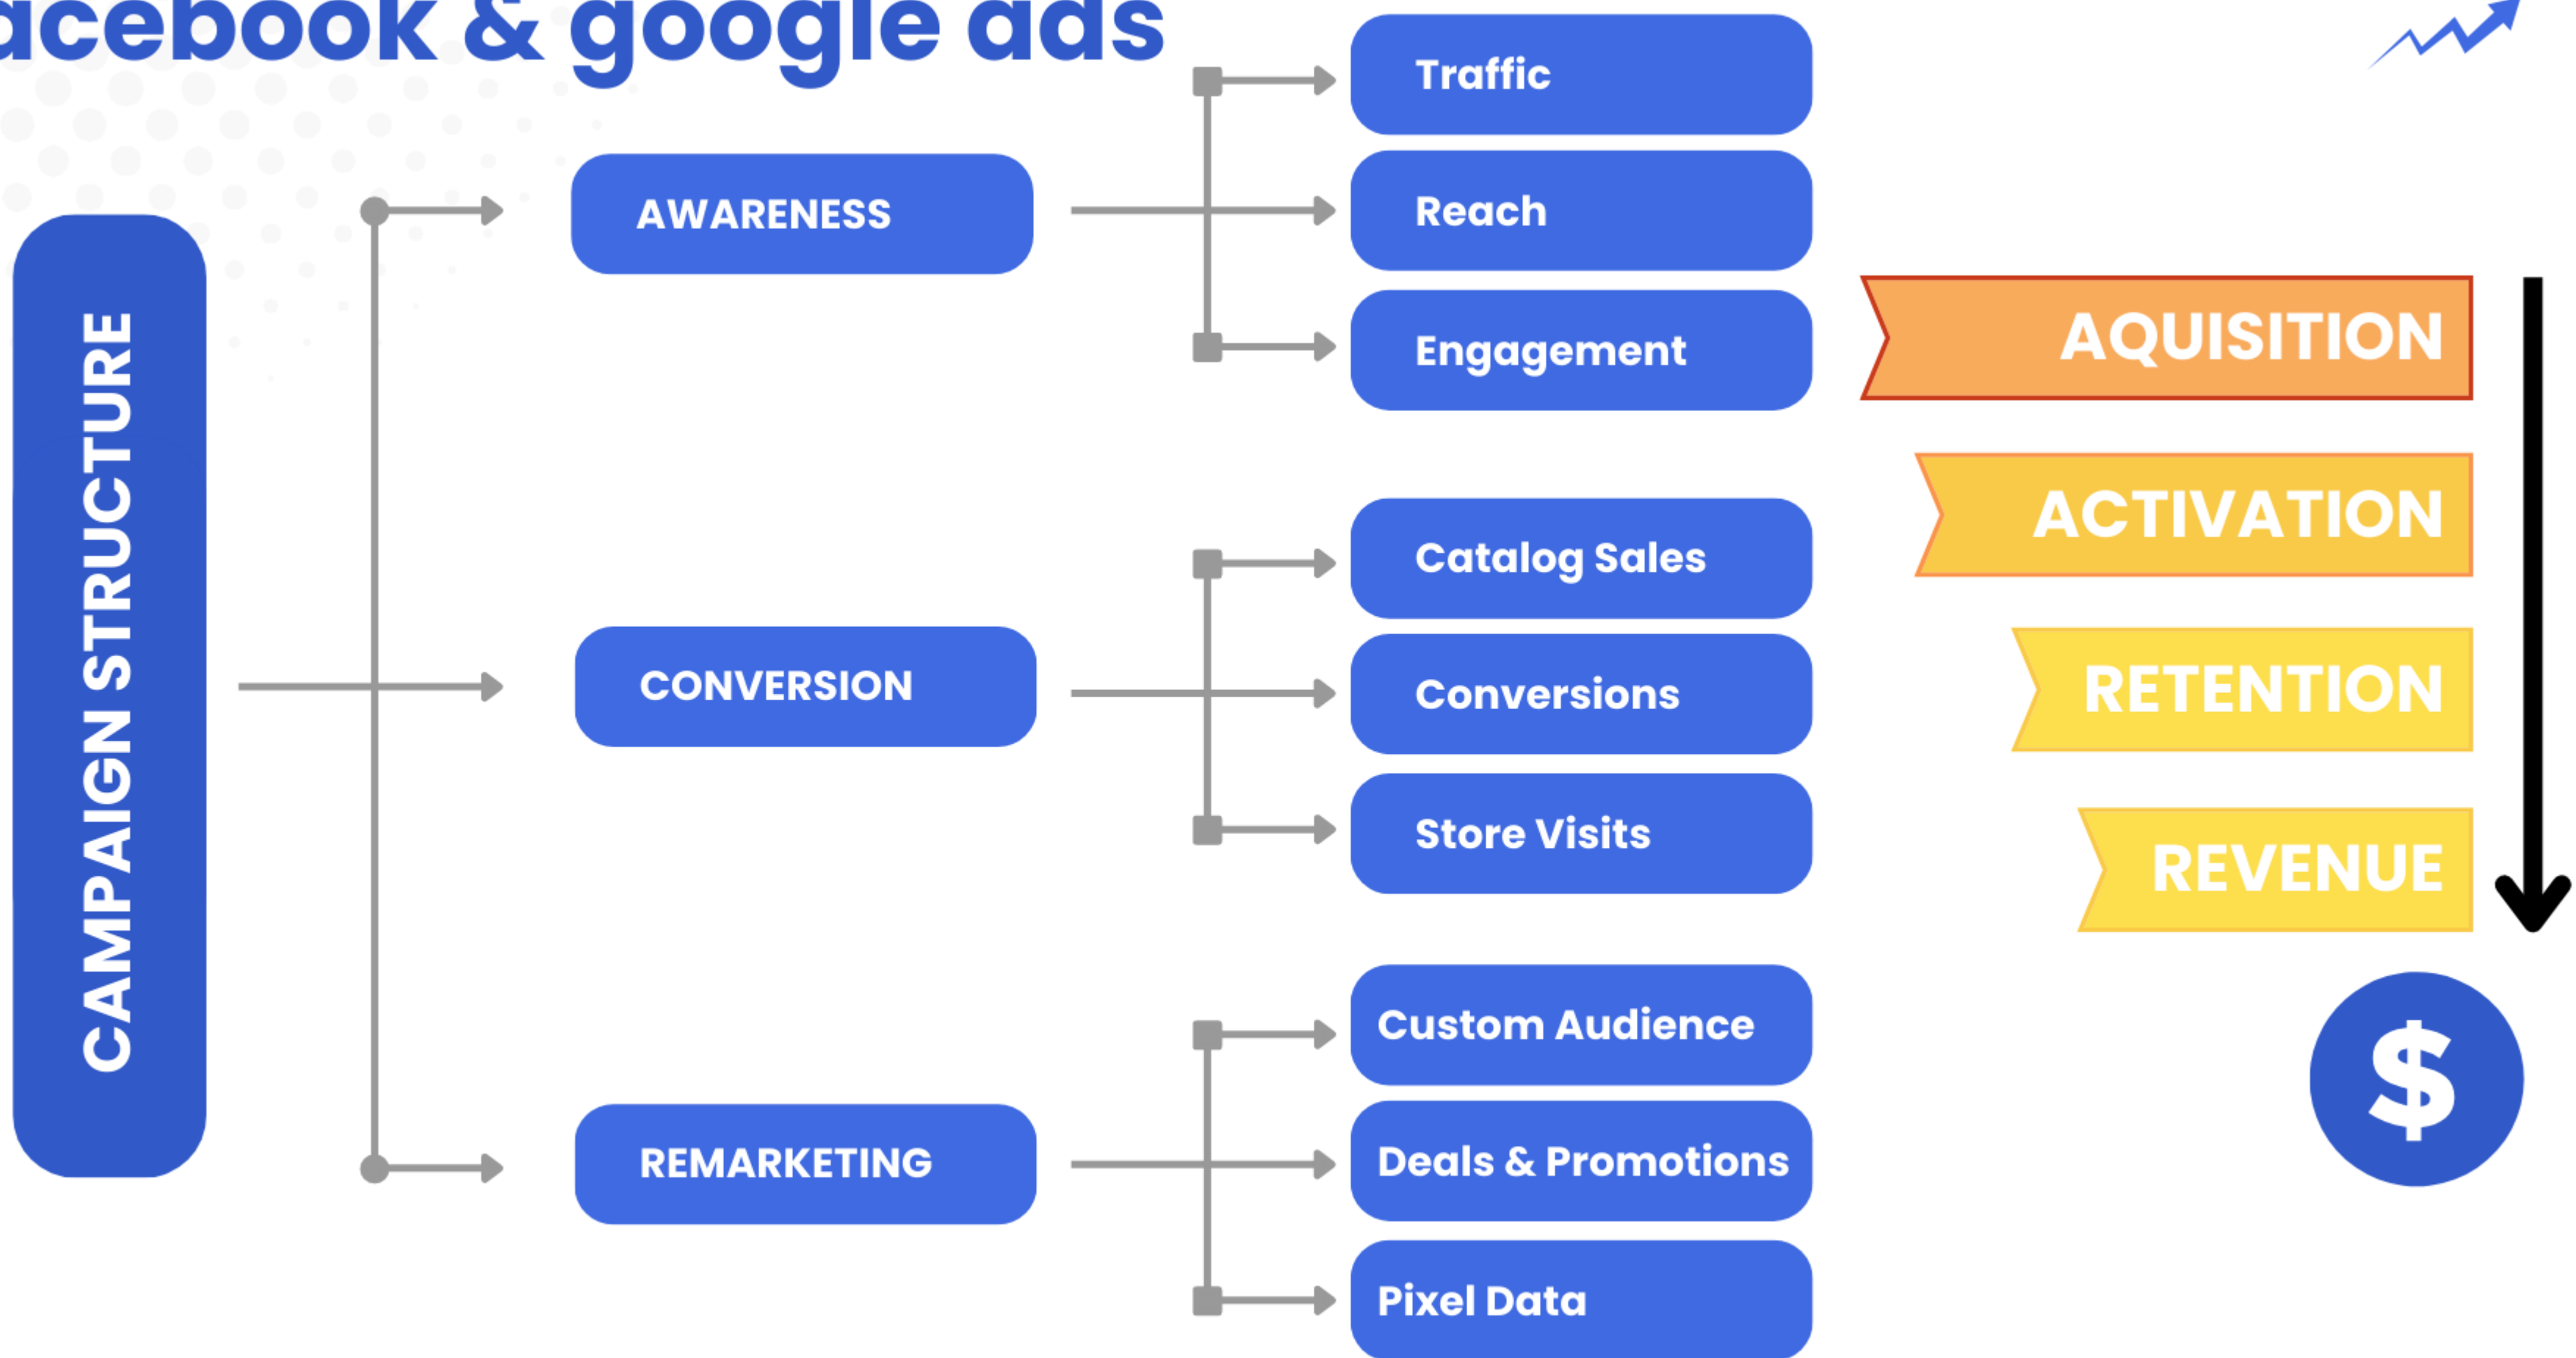 acebook & google ads
CAMPAIGN STRUCTURE
AWARENESS
Traffic
Reach
Engagement
CONVERSION
Catalog Sales
Conversions
Store Visits
REMARKETING
Custom Audience
Deals & Promotions
Pixel Data
AQUISITION
ACTIVATION
RETENTION
REVENUE
$